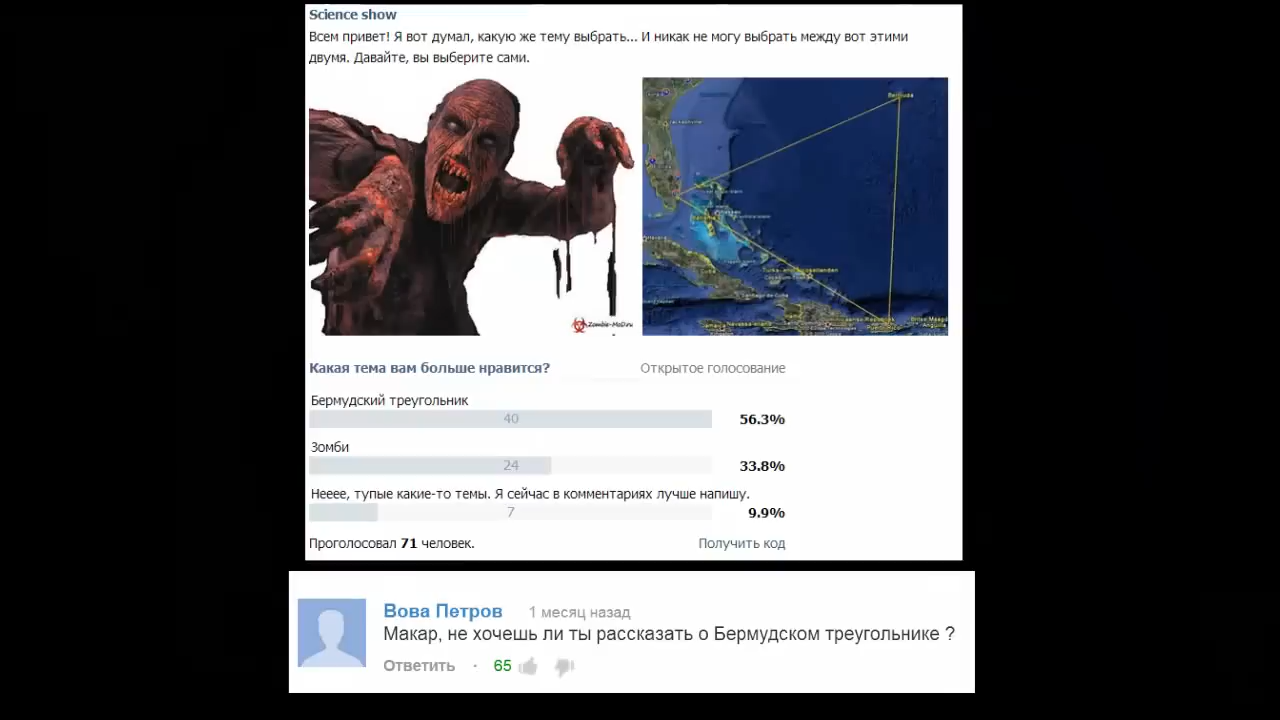 Science show
Всем привет! Я вот думал, какую же тему выбрать... И никак не могу выбрать между вот этими
двумя. Давайте, вы выберите сами.
Bermuda
Zombie-MoD.ru
Cuba
Какая тема вам больше нравится?
Открытое голосование
Бермудский треугольник
40
56.3%
Зомби
24
33.8%
Нееее, тупые какие-то темы. Я сейчас в комментариях лучше напишу.
7
9.9%
Проголосовал 71 человек.
Получить код
Вова Петров 1 месяц назад
Макар, не хочешь ли ты рассказать о Бермудском треугольнике ?
Ответить · 65